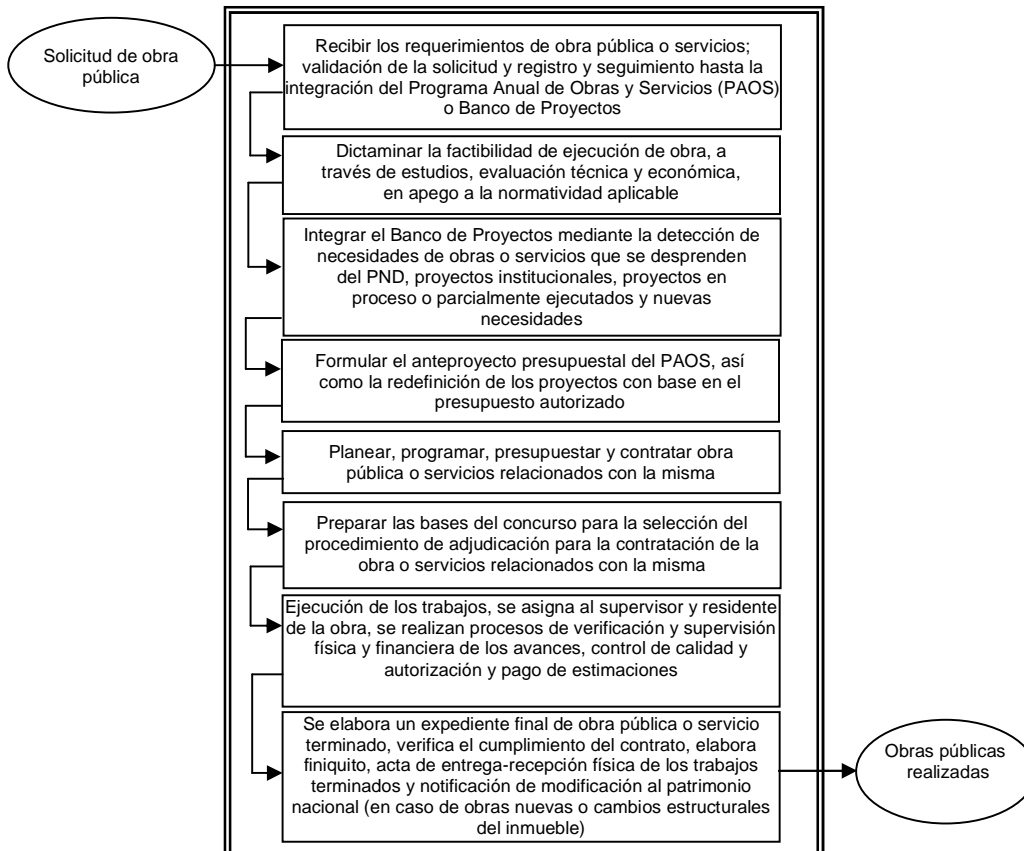 Solicitud de obra
pública
Recibir los requerimientos de obra pública o servicios;
validación de la solicitud y registro y seguimiento hasta la
integración del Programa Anual de Obras y Servicios (PAOS)
o Banco de Proyectos
Dictaminar la factibilidad de ejecución de obra, a
través de estudios, evaluación técnica y económica,
en apego a la normatividad aplicable
Integrar el Banco de Proyectos mediante la detección de
necesidades de obras o servicios que se desprenden
del PND, proyectos institucionales, proyectos en
proceso o parcialmente ejecutados y nuevas
necesidades
Formular el anteproyecto presupuestal del PAOS, así
como la redefinición de los proyectos con base en el
presupuesto autorizado
Planear, programar, presupuestar y contratar obra
pública o servicios relacionados con la misma
Preparar las bases del concurso para la selección del
procedimiento de adjudicación para la contratación de la
obra o servicios relacionados con la misma
Ejecución de los trabajos, se asigna al supervisor y residente
de la obra, se realizan procesos de verificación y supervisión
física y financiera de los avances, control de calidad y
autorización y pago de estimaciones
Se elabora un expediente final de obra pública o servicio
terminado, verifica el cumplimiento del contrato, elabora
finiquito, acta de entrega-recepción física de los trabajos
terminados y notificación de modificación al patrimonio
nacional (en caso de obras nuevas o cambios estructurales
del inmueble)
Obras públicas
realizadas